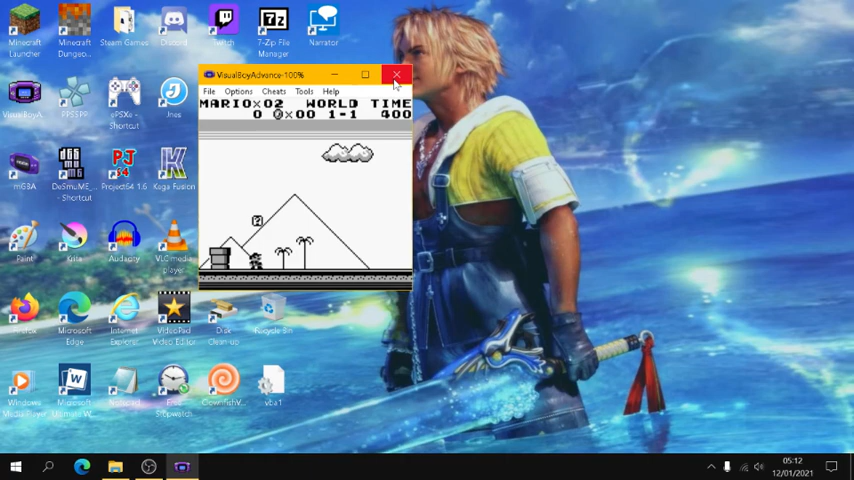 Minecraft
Launcher
Minecraft
Dungeo...
Steam Games
Discord
Twitch
7-Zip File
Manager
Narrator
VisualBoyAdvance-100%
File Options Cheats Tools Help
MARIO×02 WORLD TIME
0 ×00 1-1 400
VisualBoyA...
PPSSPP
ePSXe -
Shortcut
Jnes
mGBA
DeSmuME_...
- Shortcut
Project64 1.6
Kega Fusion
Paint
Krita
Audacity
VLC media
player
Firefox
Microsoft
Edge
Internet
Explorer
VideoPad
Video Editor
Disk
Clean-up
Recycle Bin
Windows
Media Player
Microsoft
Ultimate W...
Notepad
Free
Stopwatch
ClownfishV...
vba1
05:12
12/01/2021